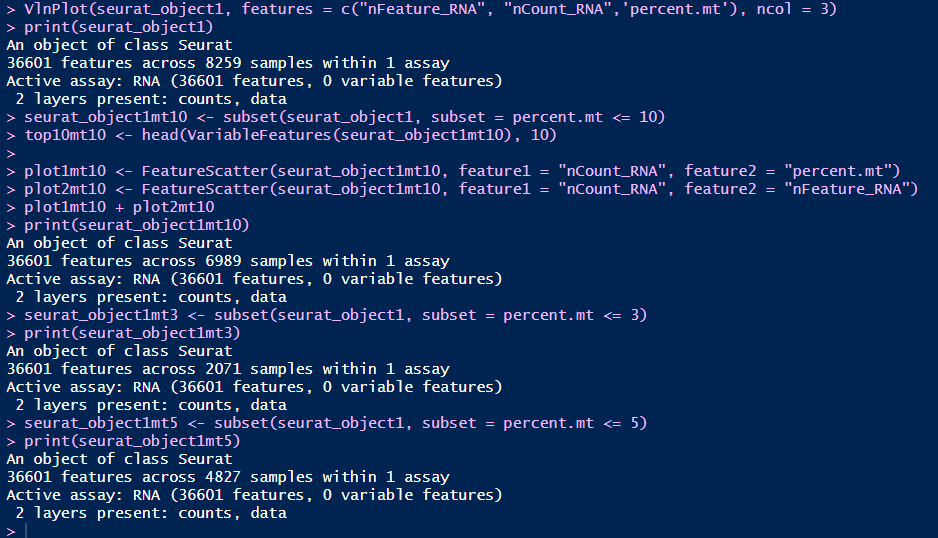 > VlnPlot(seurat_object1, features = c("nFeature_RNA", "nCount_RNA",'percent.mt'), ncol = 3)
> print(seurat_object1)
An object of class Seurat
36601 features across 8259 samples within 1 assay
Active assay: RNA (36601 features, 0 variable features)
 2 layers present: counts, data
> seurat_object1mt10 <- subset(seurat_object1, subset = percent.mt <= 10)
> top10mt10 <- head(VariableFeatures(seurat_object1mt10), 10)
>
> plot1mt10 <- FeatureScatter(seurat_object1mt10, feature1 = "nCount_RNA", feature2 = "percent.mt")
> plot2mt10 <- FeatureScatter(seurat_object1mt10, feature1 = "nCount_RNA", feature2 = "nFeature_RNA")
> plot1mt10 + plot2mt10
> print(seurat_object1mt10)
An object of class Seurat
36601 features across 6989 samples within 1 assay
Active assay: RNA (36601 features, 0 variable features)
 2 layers present: counts, data
> seurat_object1mt3 <- subset(seurat_object1, subset = percent.mt <= 3)
> print(seurat_object1mt3)
An object of class Seurat
36601 features across 2071 samples within 1 assay
Active assay: RNA (36601 features, 0 variable features)
 2 layers present: counts, data
> seurat_object1mt5 <- subset(seurat_object1, subset = percent.mt <= 5)
> print(seurat_object1mt5)
An object of class Seurat
36601 features across 4827 samples within 1 assay
Active assay: RNA (36601 features, 0 variable features)
 2 layers present: counts, data
>